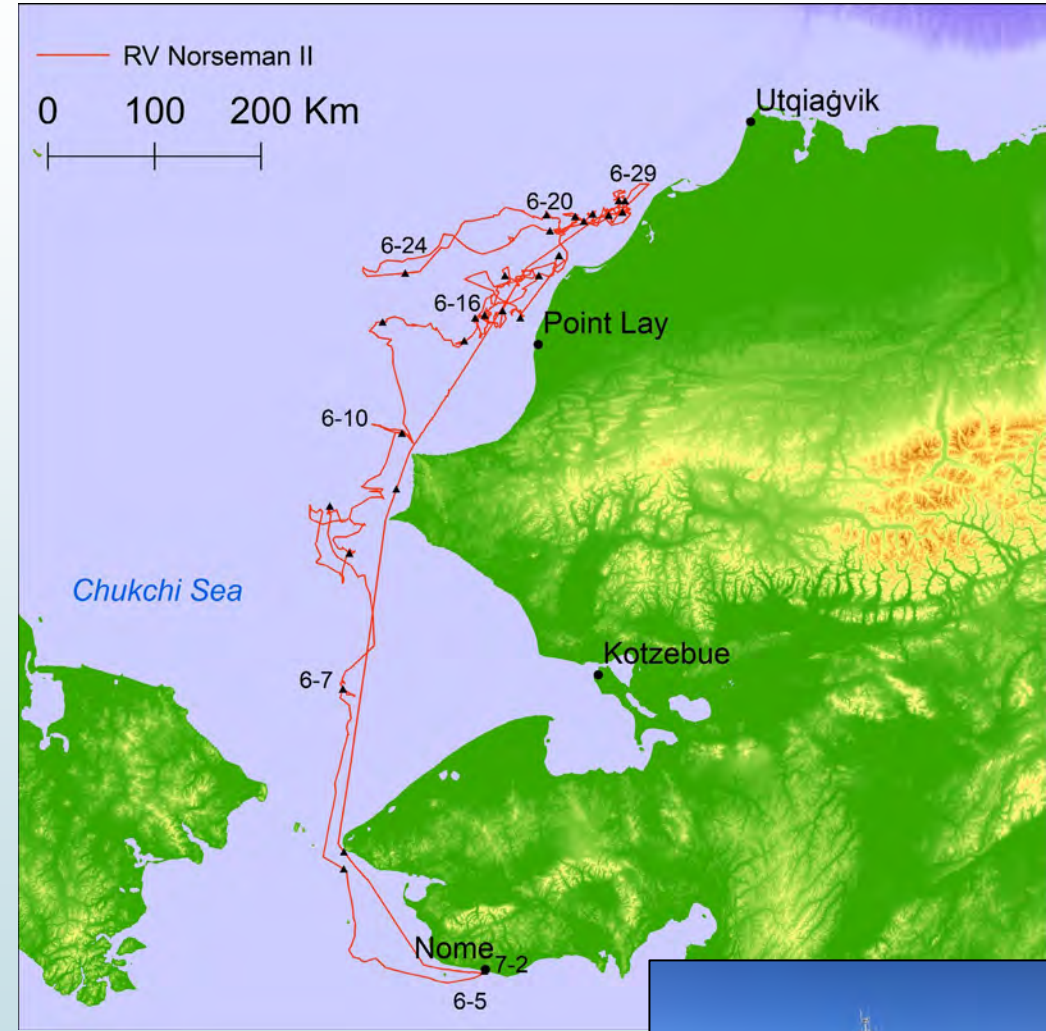 RV Norseman II
0 100 200 Km
Utqiaġvik
6-29
6-20
6-24
6-16
Point Lay
6-10
Chukchi Sea
Kotzebue
6-7
Nome
7-2
6-5